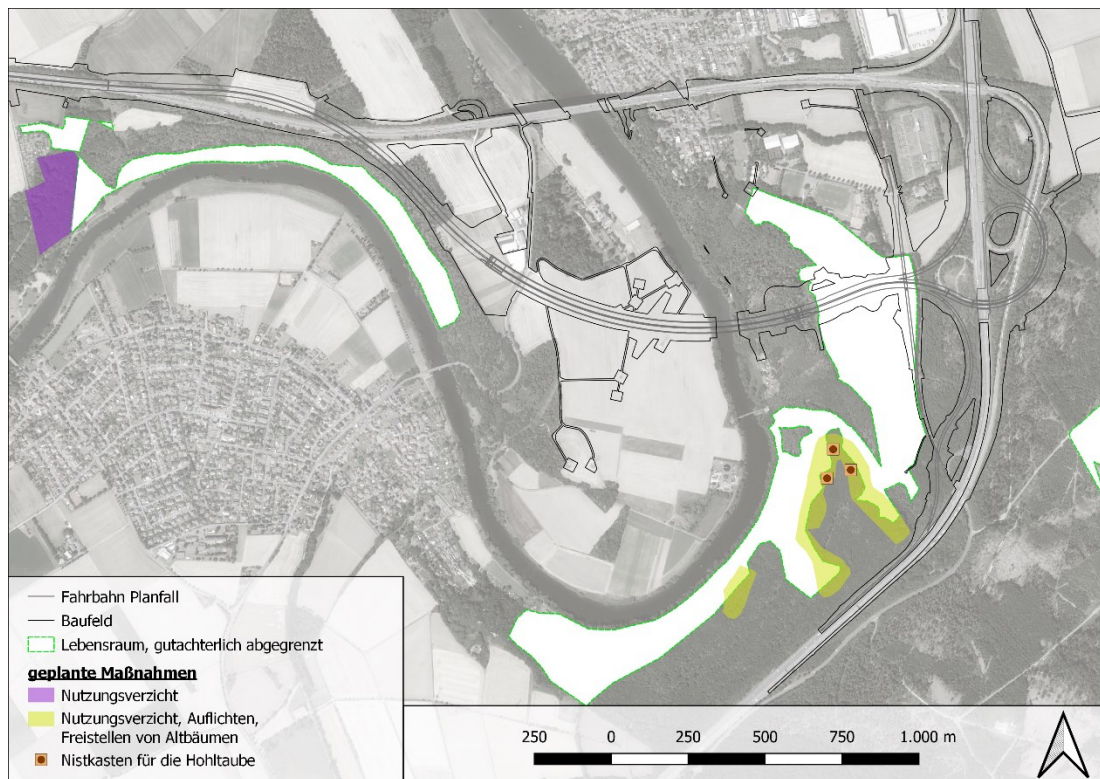 Fahrbahn Planfall
Baufeld
Lebensraum, gutachterlich abgegrenzt
geplante Maßnahmen
Nutzungsverzicht
Nutzungsverzicht, Auflichten,
Freistellen von Altbäumen
Nistkasten für die Hohltaube
250 0 250 500 750 1.000 m